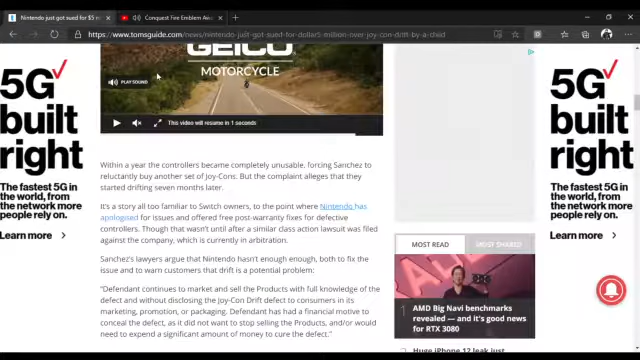 Nintendo just got sued for $5 m
Conquest Fire Emblem Awa
https://www.tomsguide.com/news/nintendo-just-got-sued-for-dollar5-million-over-joy-con-drift-by-a-child
GEICO
MOTORCYCLE
PLAY SOUND
This video will resume in 1 seconds
5G
built
right
The fastest 5G in
the world, from
the network more
people rely on.
Learn more
Within a year the controllers became completely unusable, forcing Sanchez to
reluctantly buy another set of Joy-Cons. But the complaint alleges that they
started drifting seven months later.
It's a story all too familiar to Switch owners, to the point where Nintendo has
apologised for issues and offered free post-warranty fixes for defective
controllers. Though that wasn't until after a similar class action lawsuit was filed
against the company, which is currently in arbitration.
Sanchez's lawyers argue that Nintendo hasn't enough enough, both to fix the
issue and to warn customers that drift is a potential problem:
"Defendant continues to market and sell the Products with full knowledge of the
defect and without disclosing the Joy-Con Drift defect to consumers in its
marketing, promotion, or packaging. Defendant has had a financial motive to
conceal the defect, as it did not want to stop selling the Products, and/or would
need to expend a significant amount of money to cure the defect."
MOST READ
MOST SHARED
1
AMD Big Navi benchmarks
revealed — and it's good news
for RTX 3080
2
Huge iPhone 12 leak just
5G
built
right
The fastest 5G in
the world, from
the network more
people rely on.
Learn more